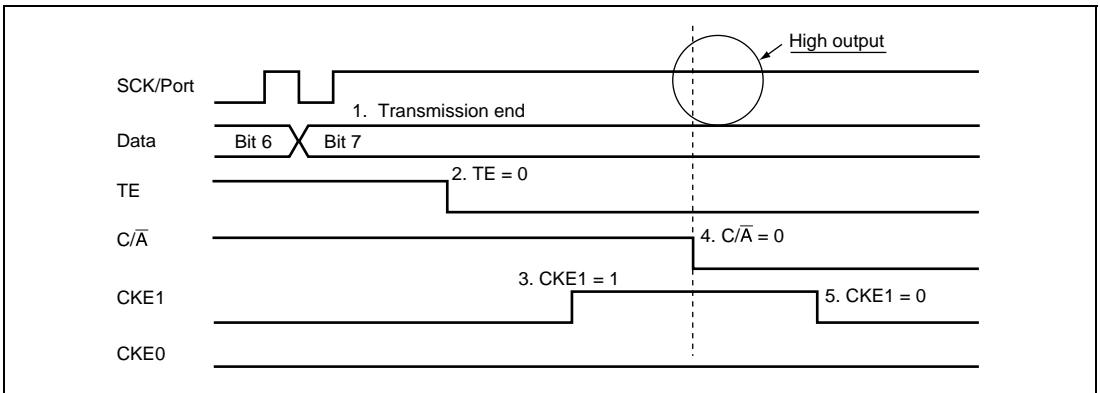 High output
SCK/Port
1. Transmission end
Data
Bit 6
Bit 7
2. TE = 0
TE
C/A̅
4. C/A̅ = 0
3. CKE1 = 1
CKE1
5. CKE1 = 0
CKE0